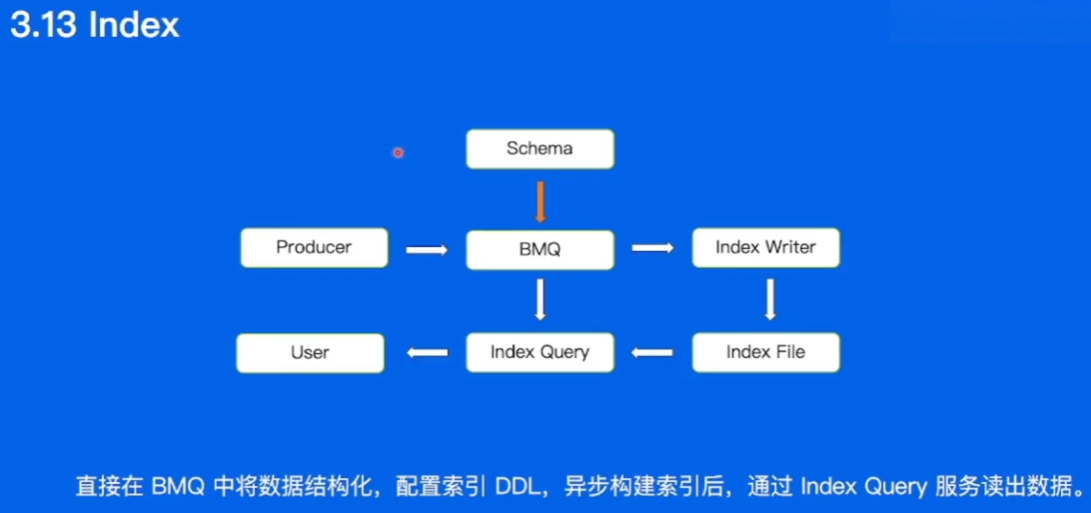 3.13 Index
Schema
Producer
BMQ
Index Writer
User
Index Query
Index File
直接在 BMQ 中将数据结构化，配置索引 DDL，异步构建索引后，通过 Index Query 服务读出数据。